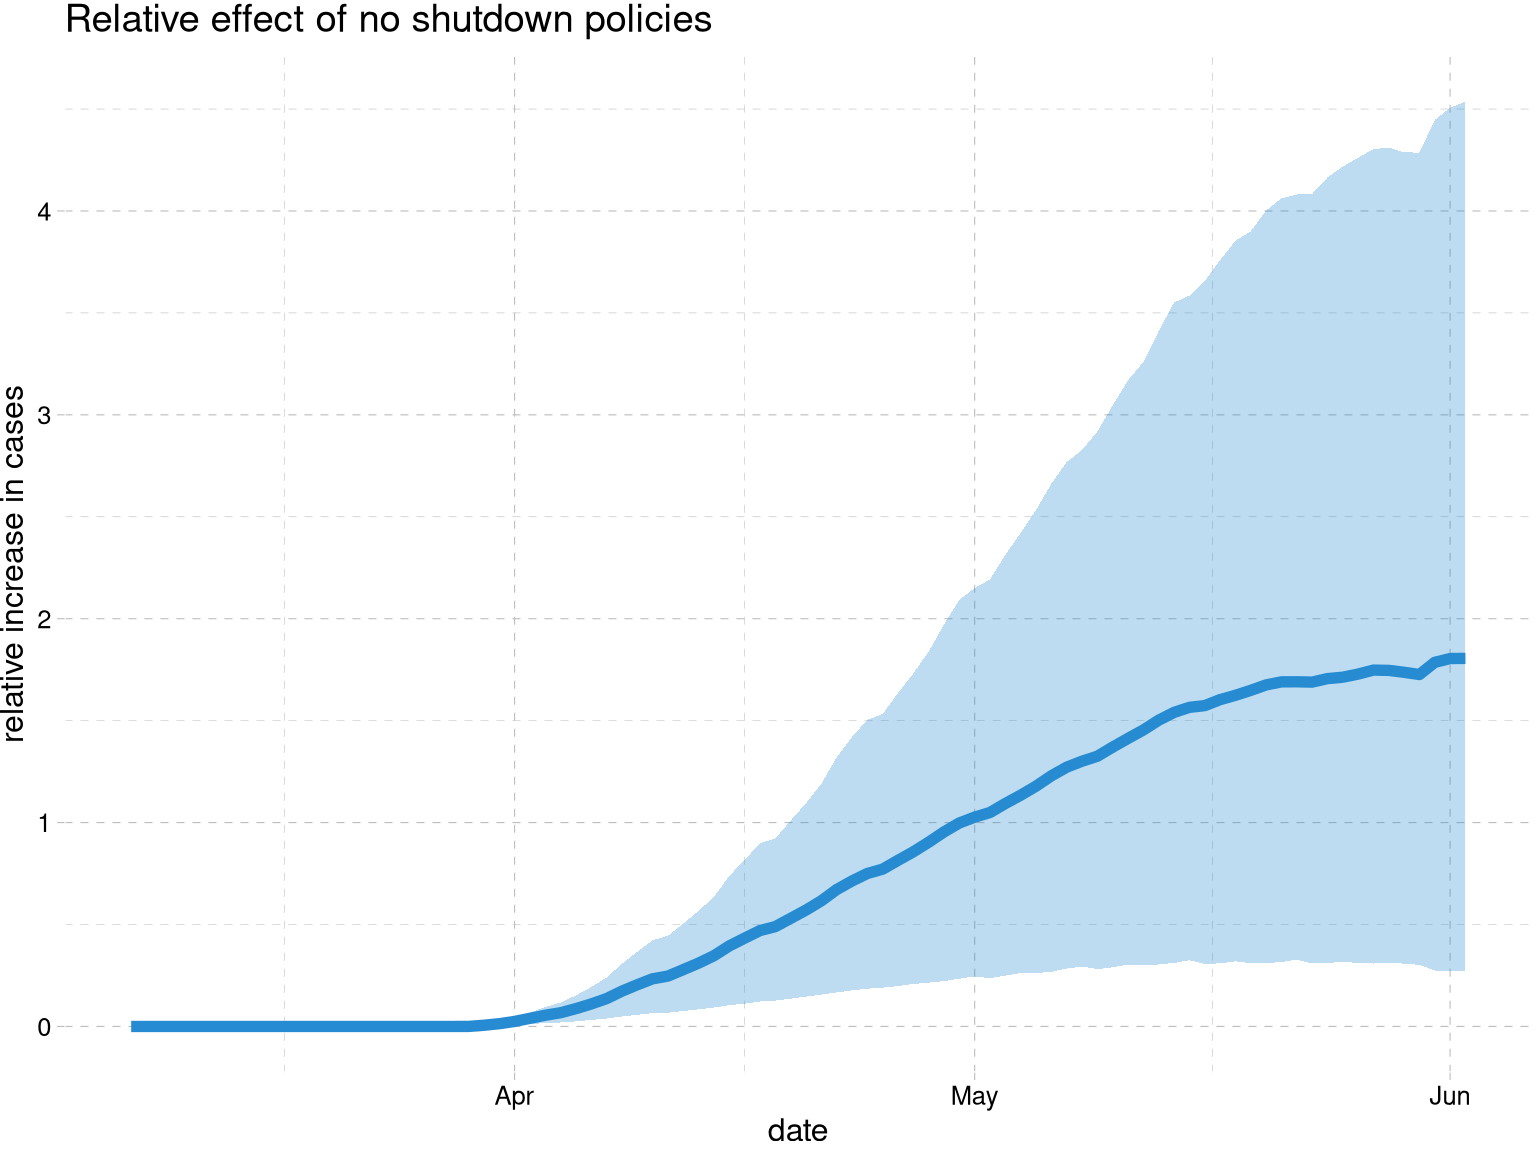 Relative effect of no shutdown policies
relative increase in cases
4
3
2
1
0
Apr
May
Jun
date